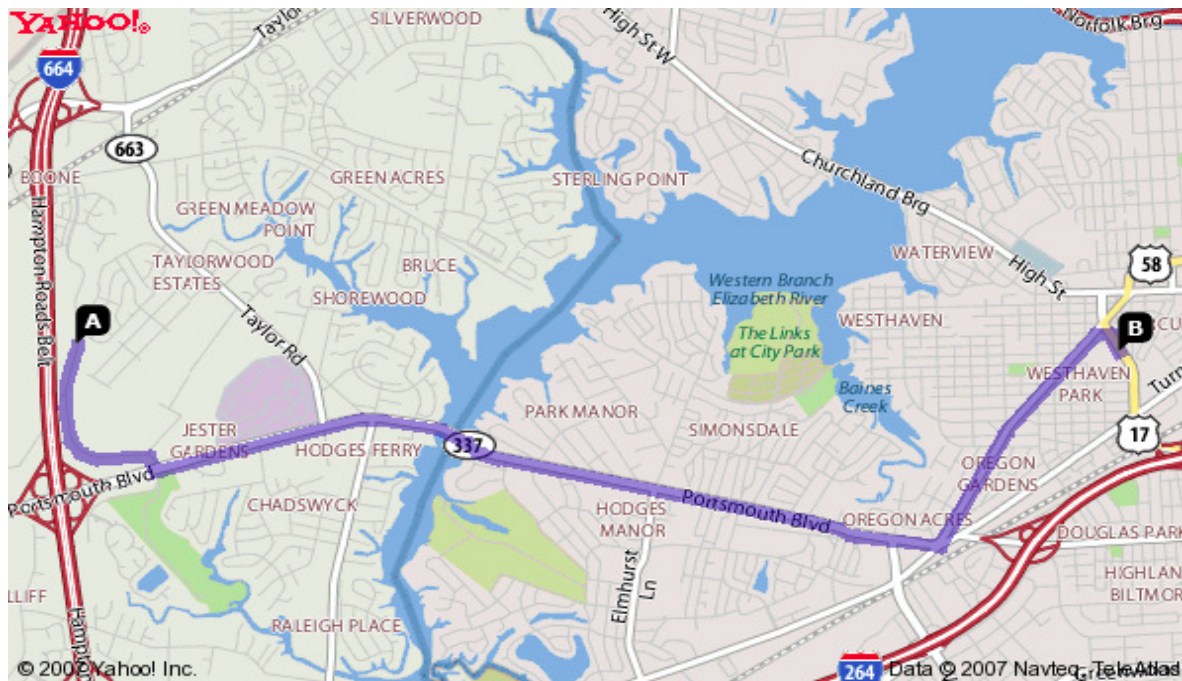 YAHOO!®
SILVERWOOD
Taylor
High St W
Norfolk Brg
664
663
BOONE
GREEN ACRES
STERLING POINT
Churchland Brg
GREEN MEADOW
POINT
TAYLORWOOD
ESTATES
BRUCE
SHOREWOOD
WATERVIEW
High St
58
Western Branch
Elizabeth River
The Links
at City Park
WESTHAVEN
A
B
Hampton Roads Belt
Taylor Rd
WESTHAVEN
PARK
Turn
Baines
Creek
PARK MANOR
SIMONSDALE
17
JESTER
GARDENS
HODGES FERRY
337
OREGON
GARDENS
Portsmouth Blvd
CHADSWYCK
HODGES
MANOR
Portsmouth Blvd
OREGON ACRES
DOUGLAS PARK
Elmhurst
Ln
HIGHLAN
BILTMOR
LLIFF
RALEIGH PLACE
Hampt
264
© 2007 Yahoo! Inc.
Data © 2007 Navteq, TeleAtlas